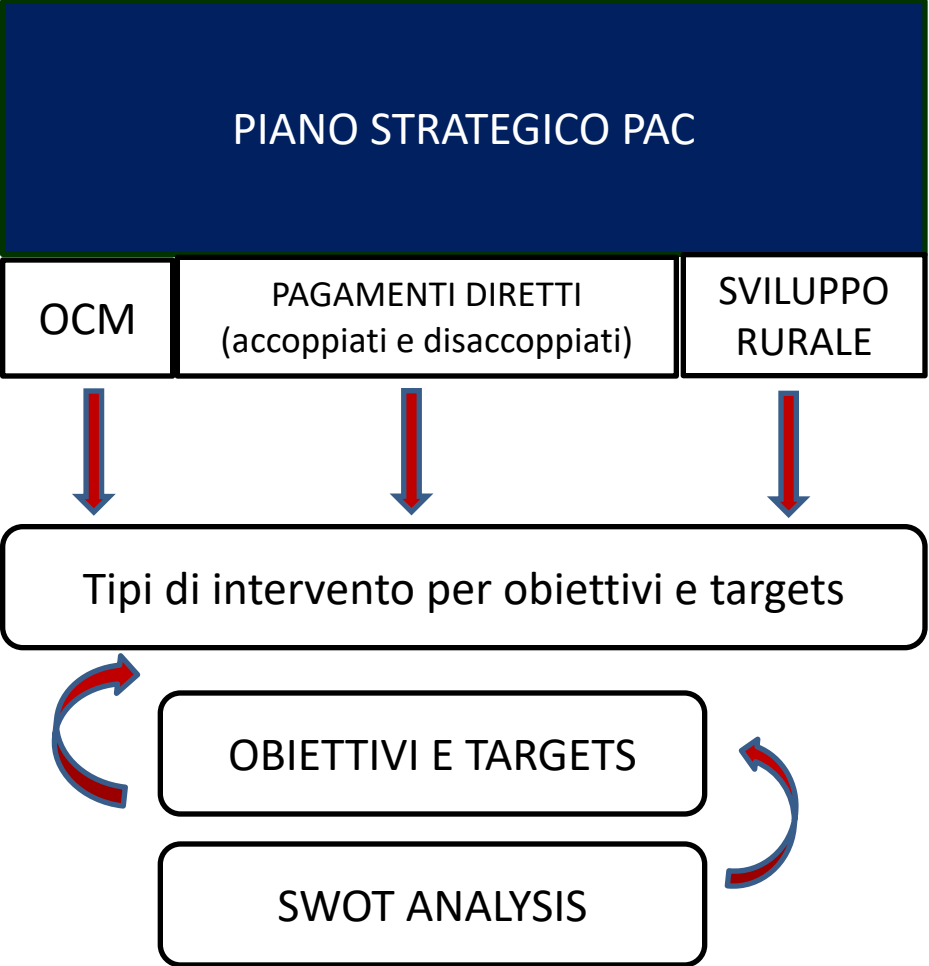 PIANO STRATEGICO PAC
OCM
PAGAMENTI DIRETTI
(accoppiati e disaccoppiati)
SVILUPPO
RURALE
Tipi di intervento per obiettivi e targets
OBIETTIVI E TARGETS
SWOT ANALYSIS